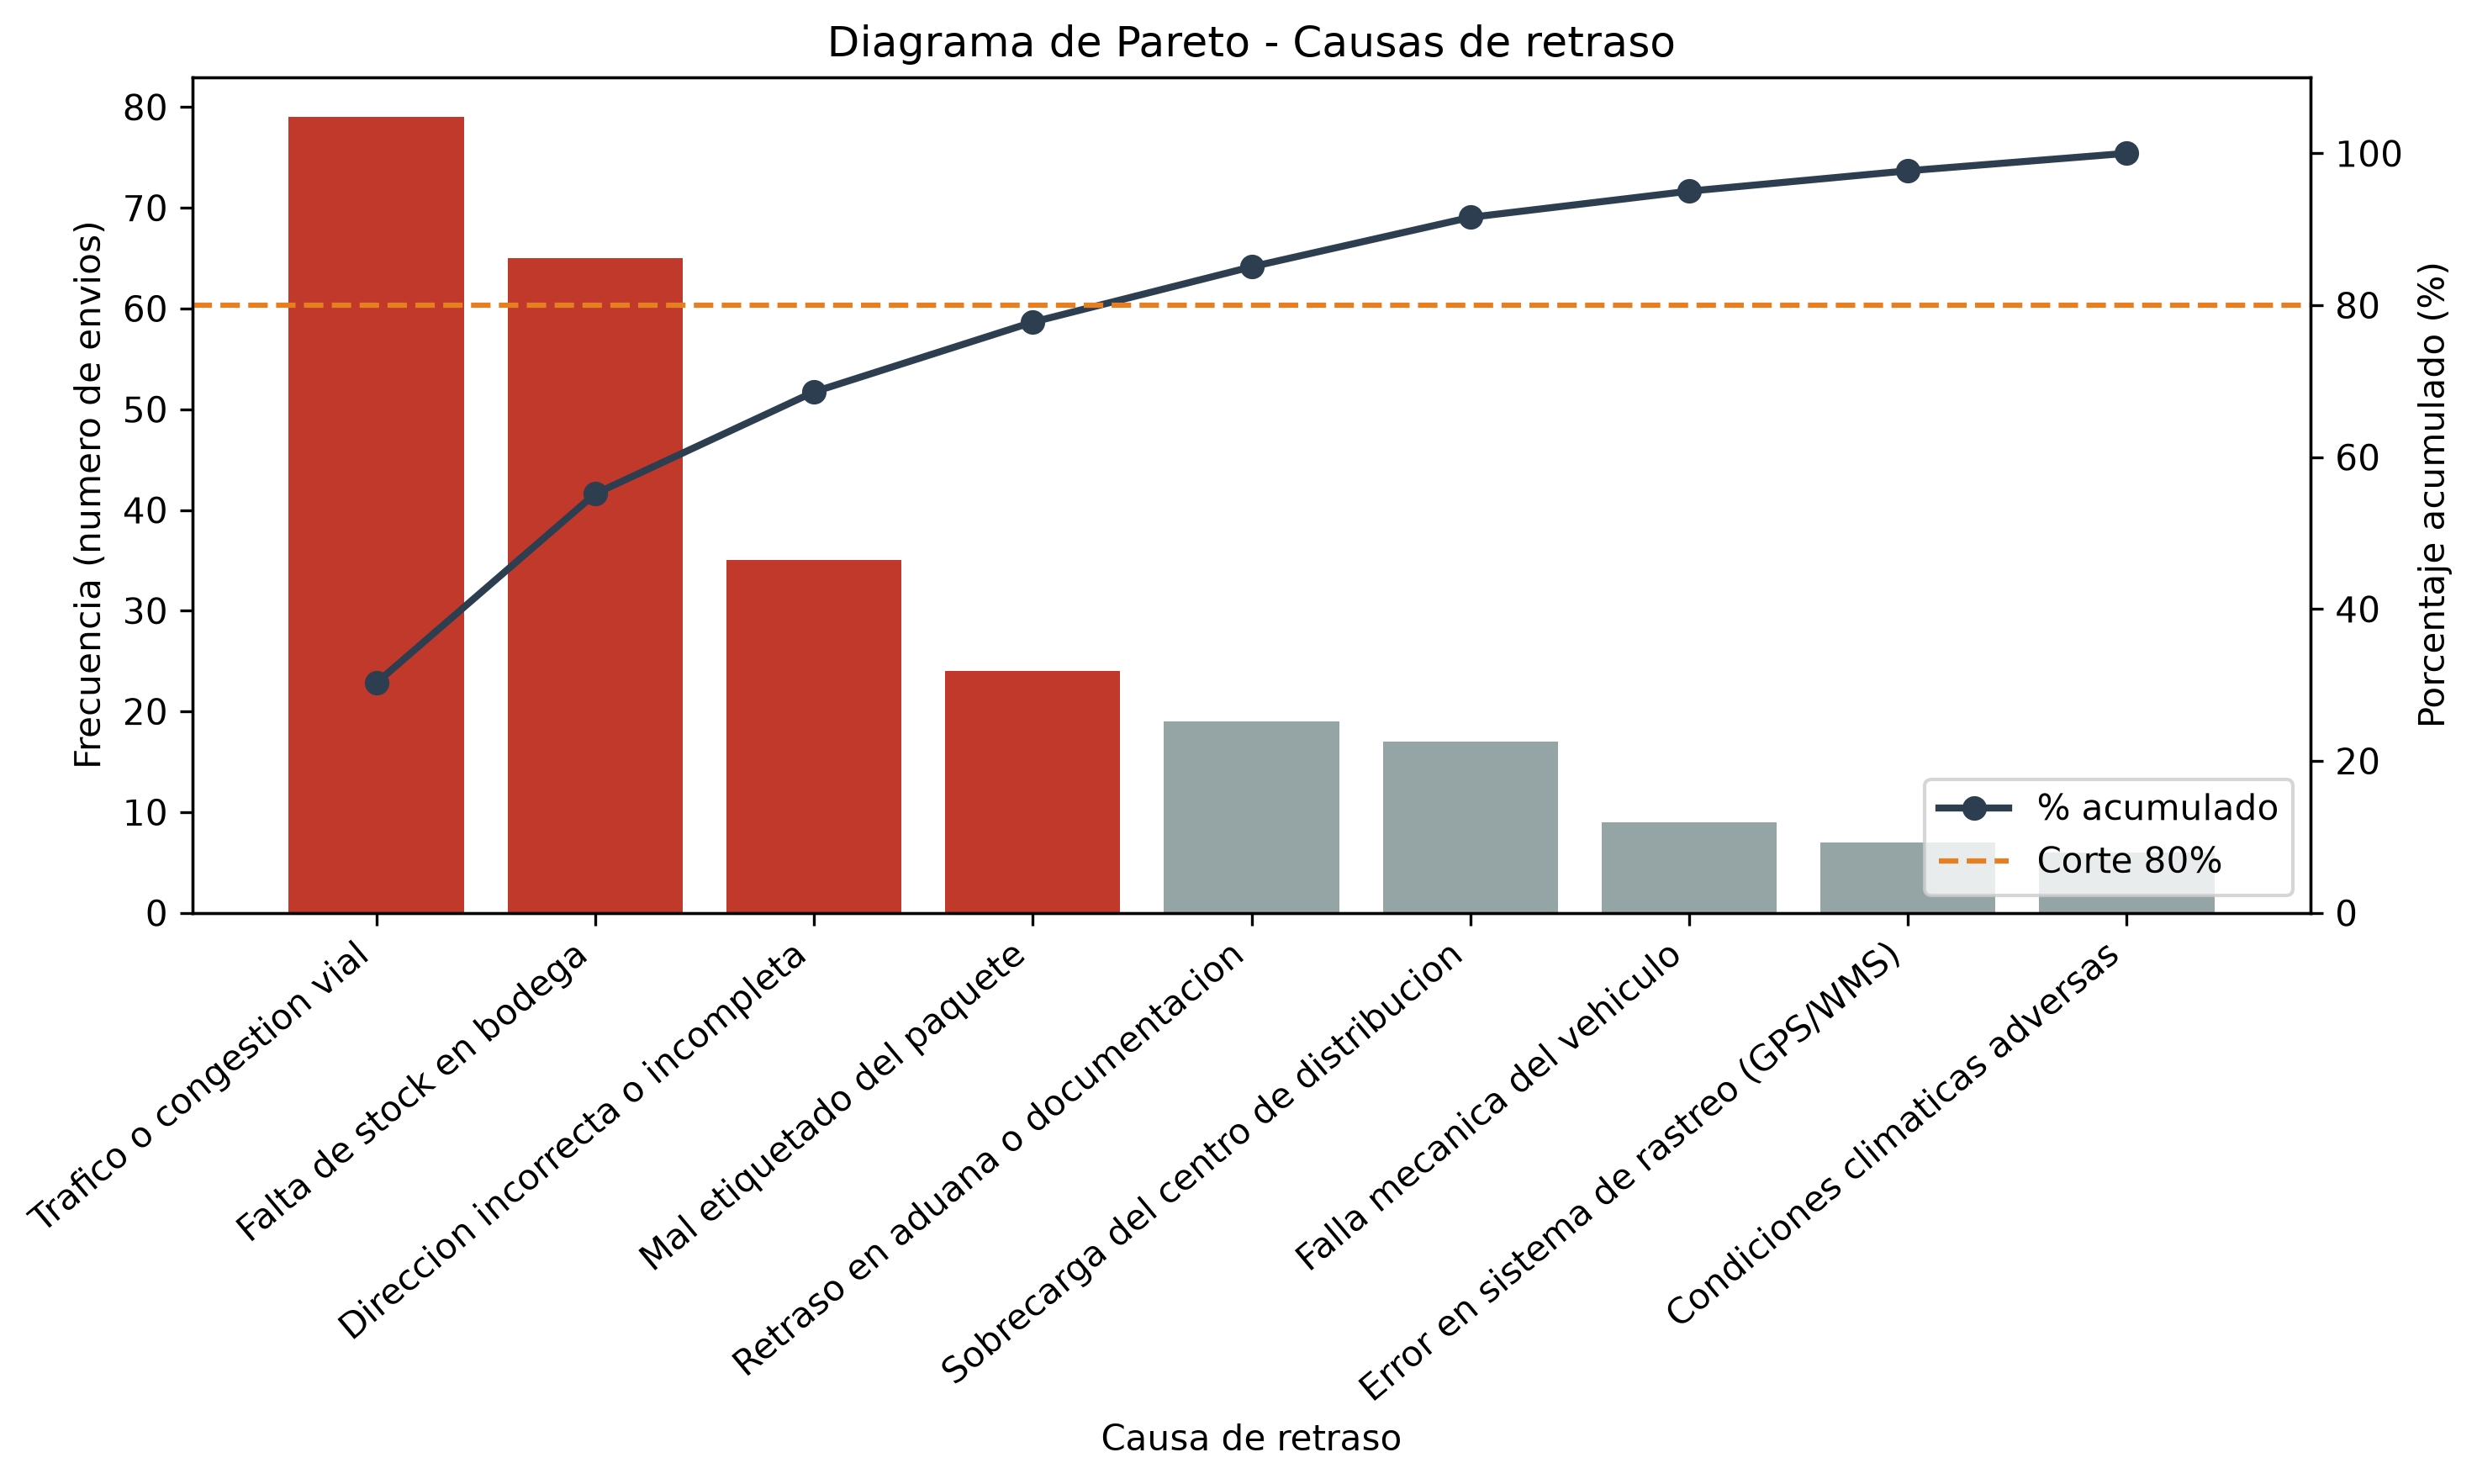 Diagrama de Pareto - Causas de retraso
Frecuencia (numero de envios)
80
70
60
50
40
30
20
10
0
Porcentaje acumulado (%)
100
80
60
40
20
0
% acumulado
Corte 80%
Trafico o congestion vial
Falta de stock en bodega
Direccion incorrecta o incompleta
Mal etiquetado del paquete
Retraso en aduana o documentacion
Sobrecarga del centro de distribucion
Falla mecanica del vehiculo
Error en sistema de rastreo (GPS/WMS)
Condiciones climaticas adversas
Causa de retraso